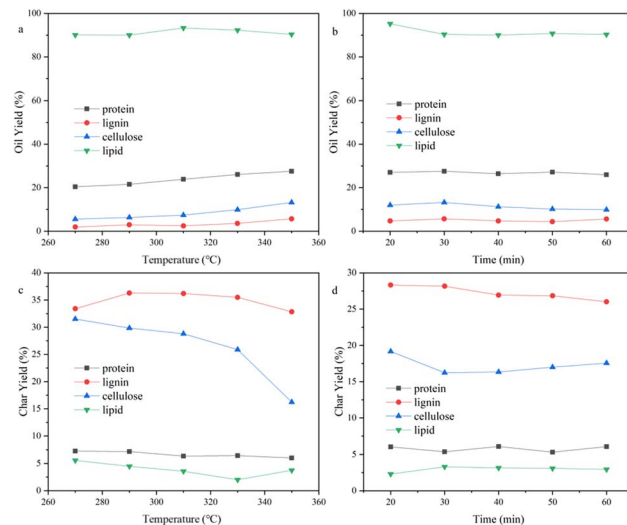 a
100
80
60
40
20
0
Oil Yield (%)
protein
lignin
cellulose
lipid
260 280 300 320 340 360
Temperature (℃)
b
100
80
60
40
20
0
Oil Yield (%)
protein
lignin
cellulose
lipid
20 30 40 50 60
Time (min)
c
40
35
30
25
20
15
10
5
0
Char Yield (%)
protein
lignin
cellulose
lipid
260 280 300 320 340 360
Temperature (℃)
d
30
25
20
15
10
5
0
Char Yield (%)
protein
lignin
cellulose
lipid
20 30 40 50 60
Time (min)